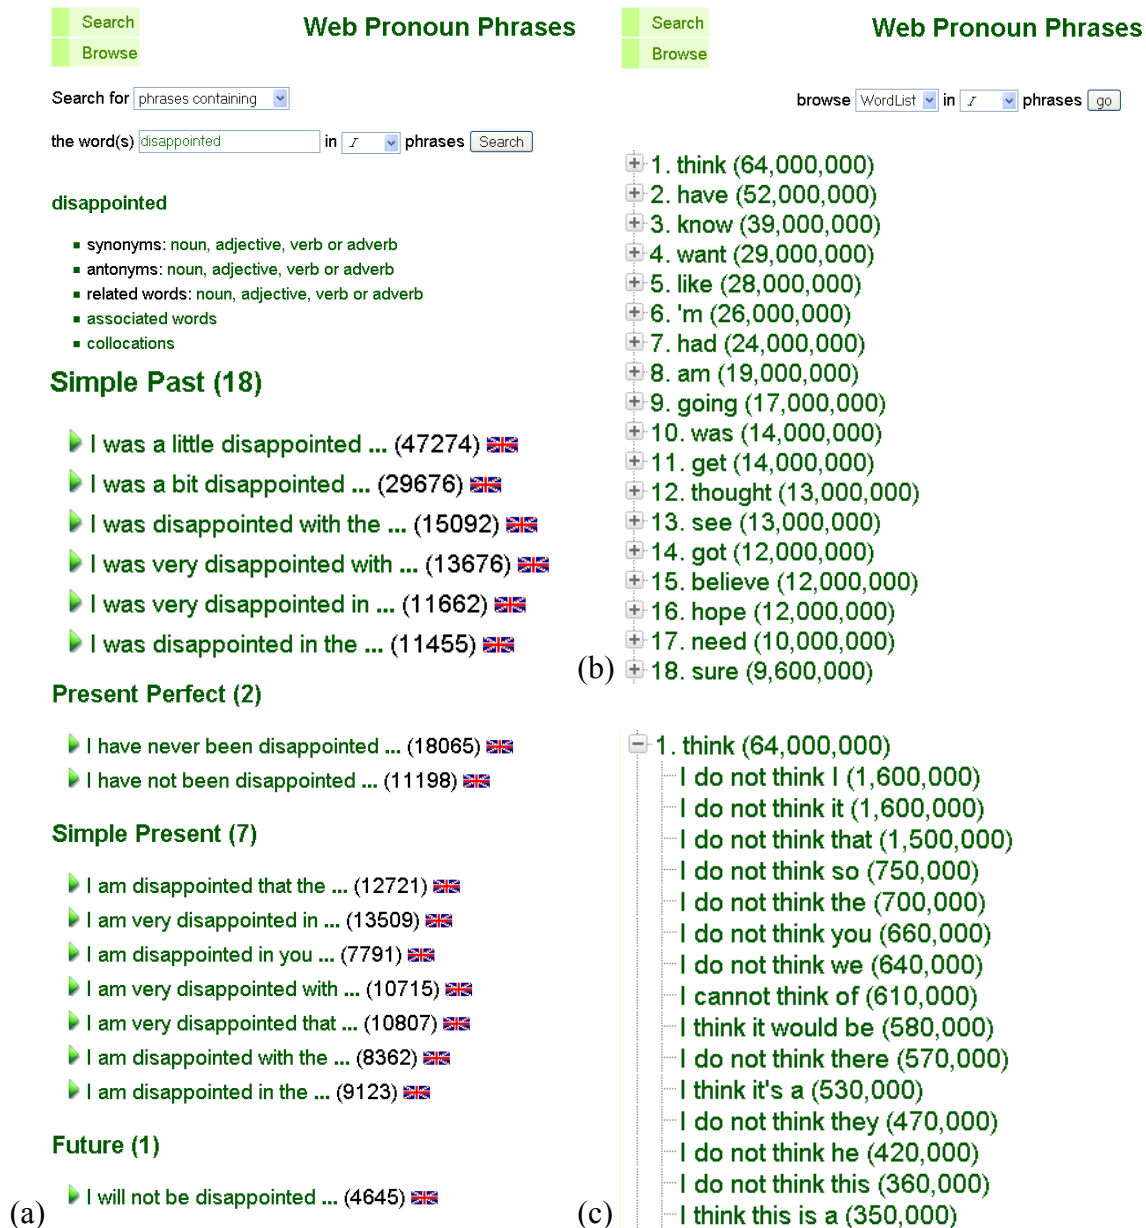 Search
Browse
Web Pronoun Phrases
Search for phrases containing
the word(s) disappointed in I phrases Search
disappointed
synonyms: noun, adjective, verb or adverb
antonyms: noun, adjective, verb or adverb
related words: noun, adjective, verb or adverb
associated words
collocations
Simple Past (18)
I was a little disappointed ... (47274)
I was a bit disappointed ... (29676)
I was disappointed with the ... (15092)
I was very disappointed with ... (13676)
I was very disappointed in ... (11662)
I was disappointed in the ... (11455)
Present Perfect (2)
I have never been disappointed ... (18065)
I have not been disappointed ... (11198)
Simple Present (7)
I am disappointed that the ... (12721)
I am very disappointed in ... (13509)
I am disappointed in you ... (7791)
I am very disappointed with ... (10715)
I am very disappointed that ... (10807)
I am disappointed with the ... (8362)
I am disappointed in the ... (9123)
Future (1)
I will not be disappointed ... (4645)
(a)
Search
Browse
Web Pronoun Phrases
browse WordList in I phrases go
1. think (64,000,000)
2. have (52,000,000)
3. know (39,000,000)
4. want (29,000,000)
5. like (28,000,000)
6. 'm (26,000,000)
7. had (24,000,000)
8. am (19,000,000)
9. going (17,000,000)
10. was (14,000,000)
11. get (14,000,000)
12. thought (13,000,000)
13. see (13,000,000)
14. got (12,000,000)
15. believe (12,000,000)
16. hope (12,000,000)
17. need (10,000,000)
18. sure (9,600,000)
(b)
1. think (64,000,000)
I do not think I (1,600,000)
I do not think it (1,600,000)
I do not think that (1,500,000)
I do not think so (750,000)
I do not think the (700,000)
I do not think you (660,000)
I do not think we (640,000)
I cannot think of (610,000)
I think it would be (580,000)
I do not think there (570,000)
I think it's a (530,000)
I do not think they (470,000)
I do not think he (420,000)
I do not think this (360,000)
I think this is a (350,000)
(c)